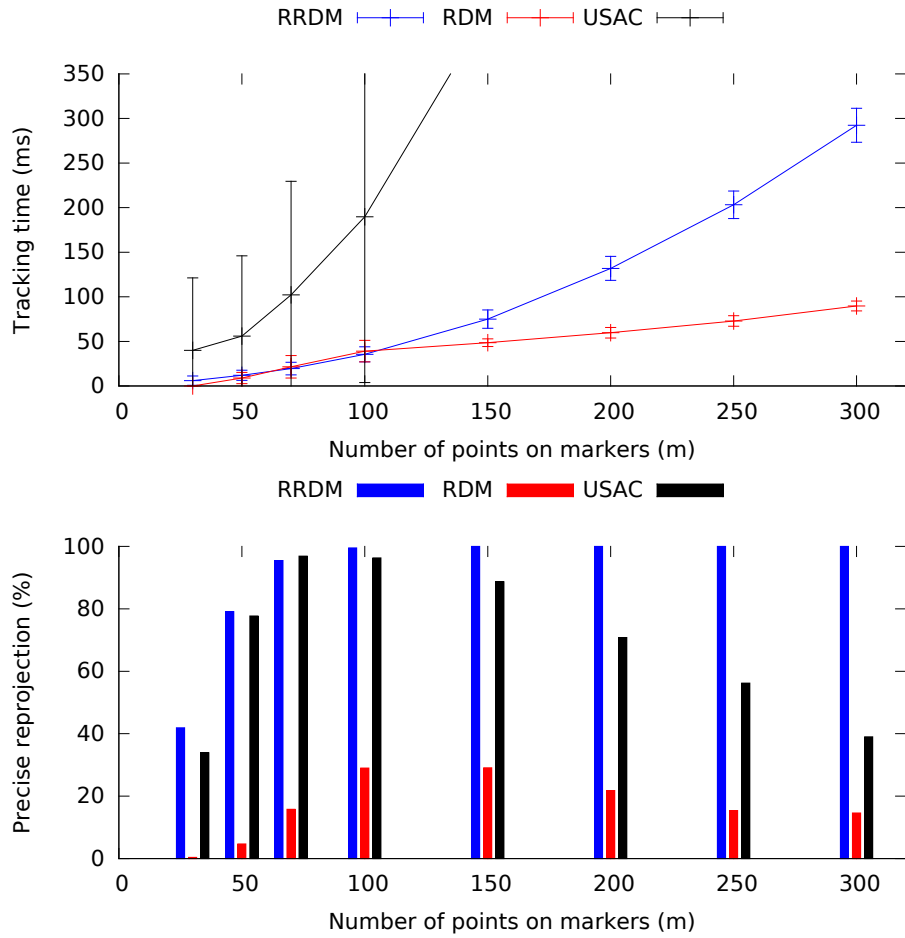 RRDM RDM USAC
350
300
250
200
150
100
50
0
Tracking time (ms)
0 50 100 150 200 250 300
Number of points on markers (m)
RRDM RDM USAC
100
80
60
40
20
0
Precise reprojection (%)
0 50 100 150 200 250 300
Number of points on markers (m)